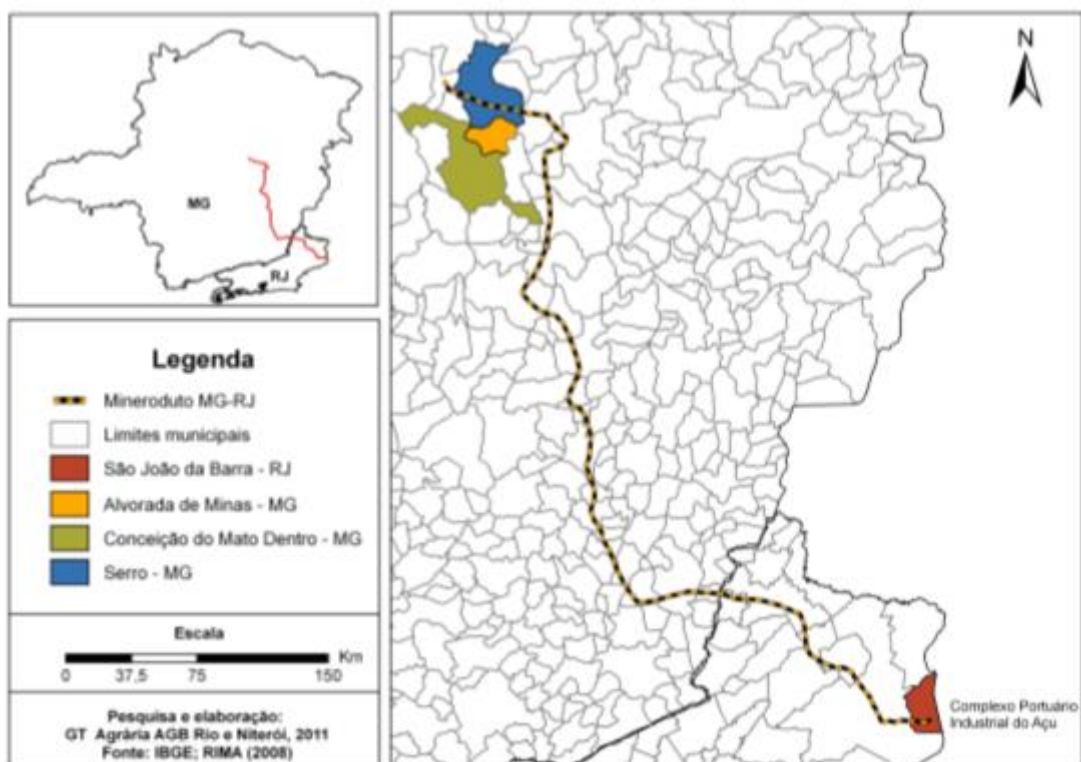 MG
RJ
Legenda
Mineroduto MG-RJ
Limites municipais
São João da Barra - RJ
Alvorada de Minas - MG
Conceição do Mato Dentro - MG
Serro - MG
Escala
Km
0 37,5 75 150
Pesquisa e elaboração:
GT Agrária AGB Rio e Niterói, 2011
Fonte: IBGE; RIMA (2008)
N
Complexo Portuário
Industrial do Açu